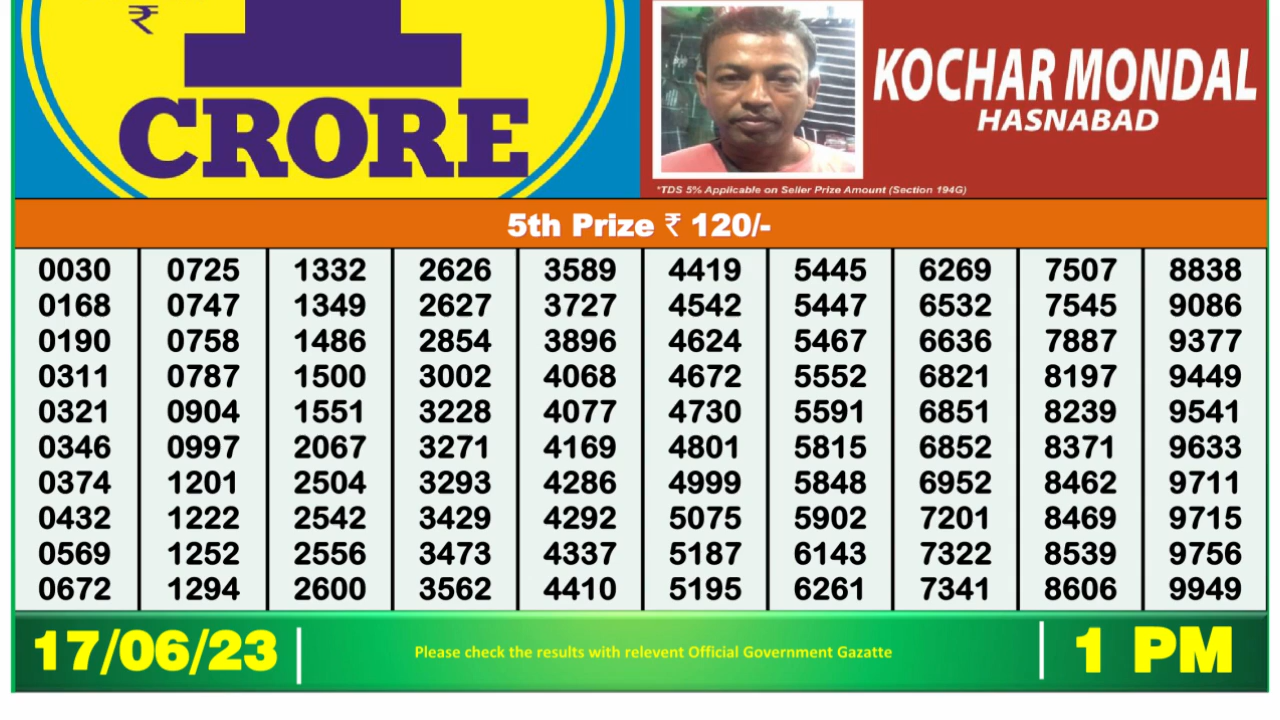 ₹
1
CRORE
KOCHAR MONDAL
HASNABAD
*TDS 5% Applicable on Seller Prize Amount (Section 194G)
5th Prize ₹ 120/-
0030 0725 1332 2626 3589 4419 5445 6269 7507 8838
0168 0747 1349 2627 3727 4542 5447 6532 7545 9086
0190 0758 1486 2854 3896 4624 5467 6636 7887 9377
0311 0787 1500 3002 4068 4672 5552 6821 8197 9449
0321 0904 1551 3228 4077 4730 5591 6851 8239 9541
0346 0997 2067 3271 4169 4801 5815 6852 8371 9633
0374 1201 2504 3293 4286 4999 5848 6952 8462 9711
0432 1222 2542 3429 4292 5075 5902 7201 8469 9715
0569 1252 2556 3473 4337 5187 6143 7322 8539 9756
0672 1294 2600 3562 4410 5195 6261 7341 8606 9949
17/06/23
Please check the results with relevent Official Government Gazatte
1 PM